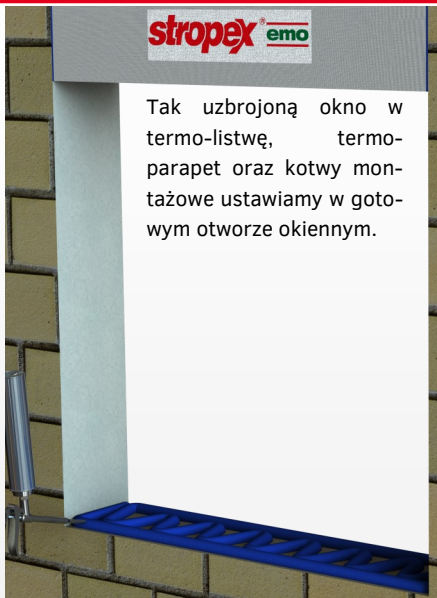 stropex® emo
Tak uzbrojoną okno w
termo-listwę, termo-
parapet oraz kotwy mon-
tażowe ustawiamy w goto-
wym otworze okiennym.